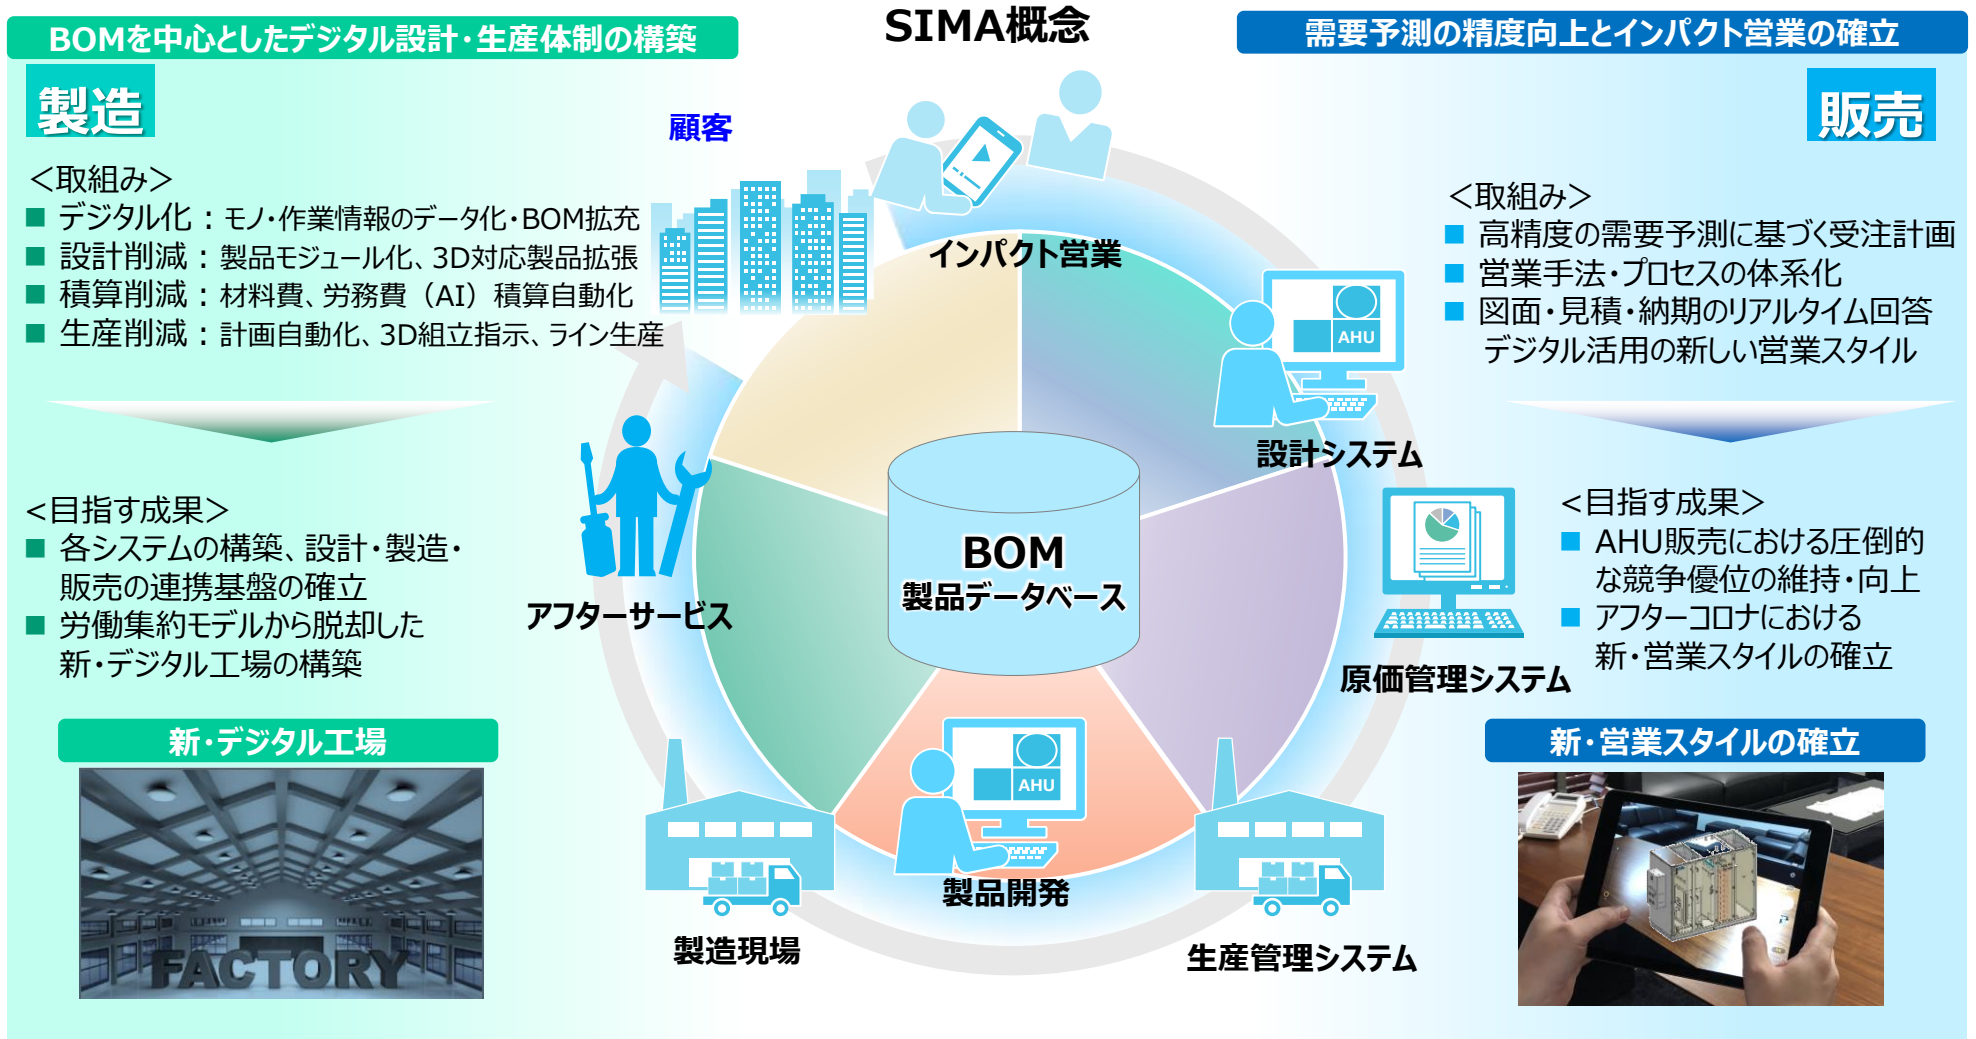 SIMA概念
BOMを中心としたデジタル設計・生産体制の構築
製造
＜取組み＞
■ デジタル化：モノ・作業情報のデータ化・BOM拡充
■ 設計削減：製品モジュール化、3D対応製品拡張
■ 積算削減：材料費、労務費（AI）積算自動化
■ 生産削減：計画自動化、3D組立指示、ライン生産
<目指す成果＞
■ 各システムの構築、設計・製造・
販売の連携基盤の確立
■ 労働集約モデルから脱却した
新・デジタル工場の構築
新・デジタル工場
FACTORY
顧客
インパクト営業
AHU
設計システム
原価管理システム
生産管理システム
AHU
製品開発
製造現場
アフターサービス
BOM
製品データベース
需要予測の精度向上とインパクト営業の確立
販売
＜取組み＞
■ 高精度の需要予測に基づく受注計画
■ 営業手法・プロセスの体系化
■ 図面・見積・納期のリアルタイム回答
デジタル活用の新しい営業スタイル
<目指す成果＞
■ AHU販売における圧倒的
な競争優位の維持・向上
■ アフターコロナにおける
新・営業スタイルの確立
新・営業スタイルの確立